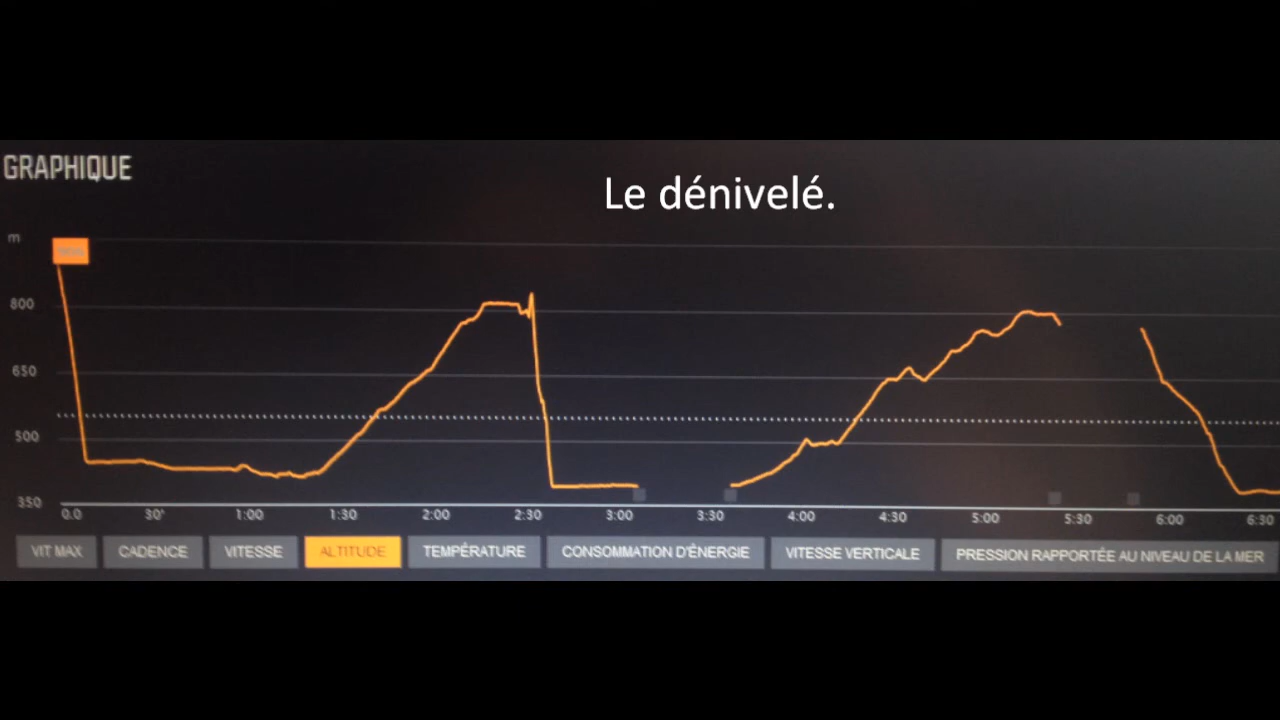 Le dénivelé.
GRAPHIQUE
m
800
650
500
350
0.0 30' 1:00 1:30 2:00 2:30 3:00 3:30 4:00 4:30 5:00 5:30 6:00 6:30
VIT MAX CADENCE VITESSE ALTITUDE TEMPÉRATURE CONSOMMATION D'ÉNERGIE VITESSE VERTICALE PRESSION RAPPORTÉE AU NIVEAU DE LA MER